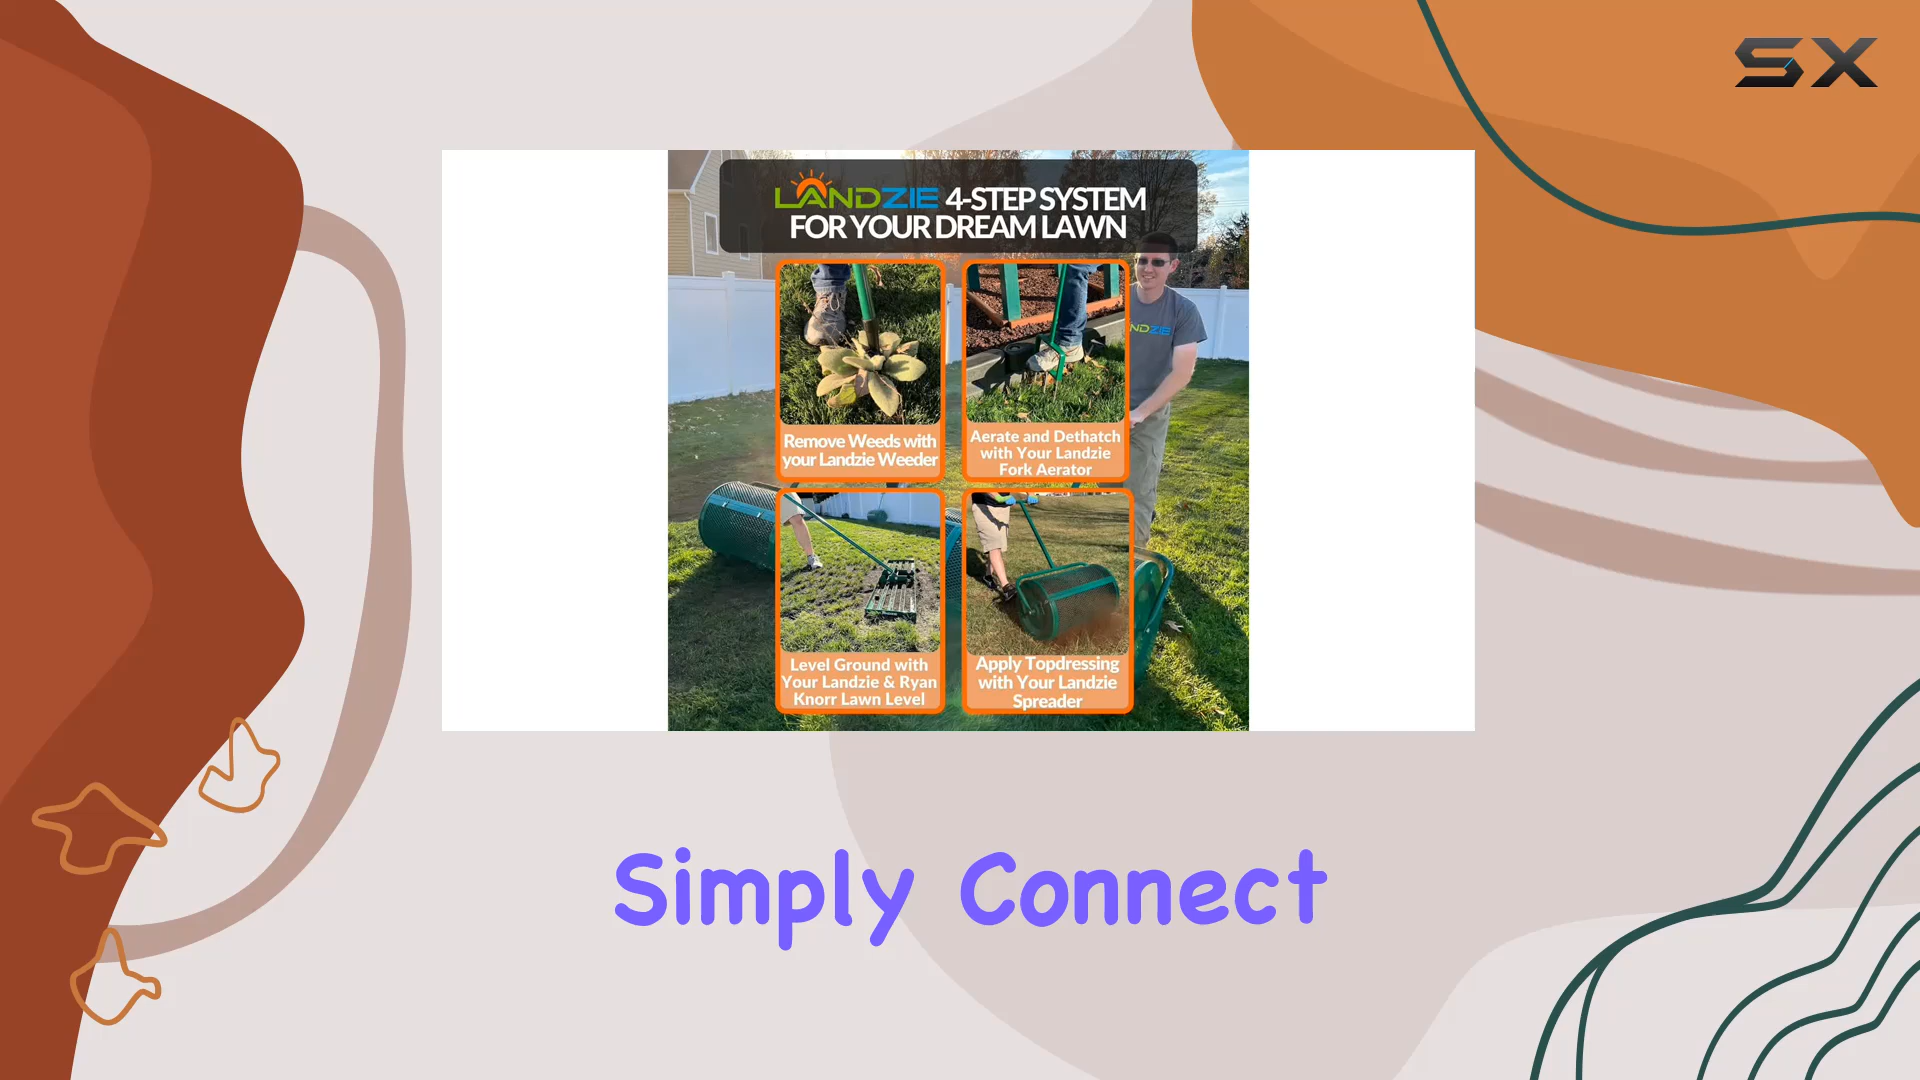 SX
LANDZIE 4-STEP SYSTEM
FOR YOUR DREAM LAWN
NDZIE
Remove Weeds with
your Landzie Weeder
Aerate and Dethatch
with Your Landzie
Fork Aerator
Level Ground with
Your Landzie & Ryan
Knorr Lawn Level
Apply Topdressing
with Your Landzie
Spreader
Simply Connect